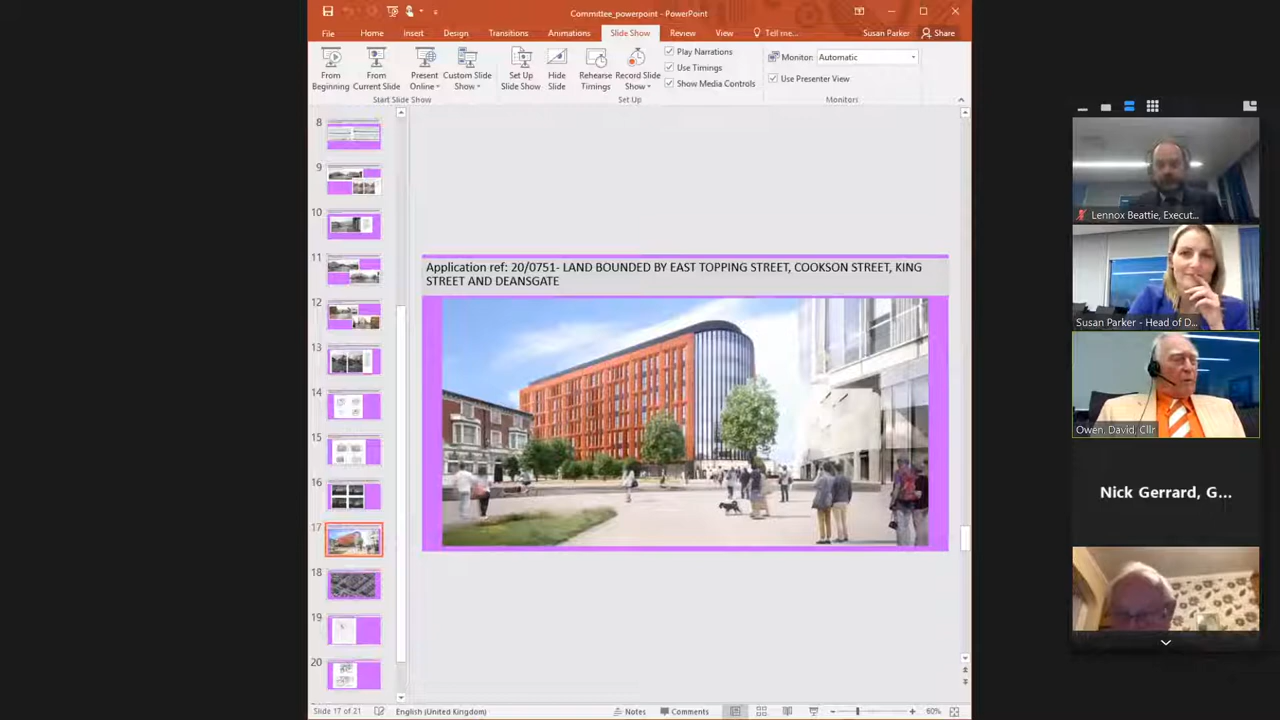 Committee_powerpoint - PowerPoint
File Home Insert Design Transitions Animations Slide Show Review View Tell me... Susan Parker Share
From Beginning
From Current Slide
Present Online
Custom Slide Show
Start Slide Show
Set Up Slide Show
Hide Slide
Rehearse Timings
Record Slide Show
Play Narrations
Use Timings
Show Media Controls
Set Up
Monitor: Automatic
Use Presenter View
Monitors
8
9
10
11
12
13
14
15
16
17
18
19
20
Application ref: 20/0751- LAND BOUNDED BY EAST TOPPING STREET, COOKSON STREET, KING
STREET AND DEANSGATE
Slide 17 of 21 English (United Kingdom) Notes Comments 60%
Lennox Beattie, Execut...
Susan Parker - Head of D...
Owen, David, Cllr
Nick Gerrard, G...